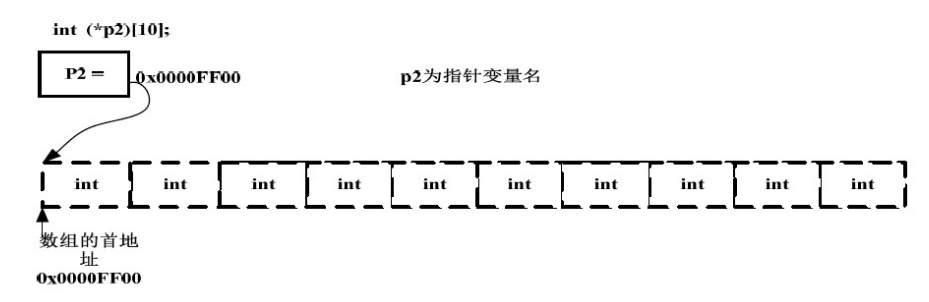 int (*p2)[10];
P2 =
0x0000FF00
p2为指针变量名
int int int int int int int int int int
数组的首地
址
0x0000FF00